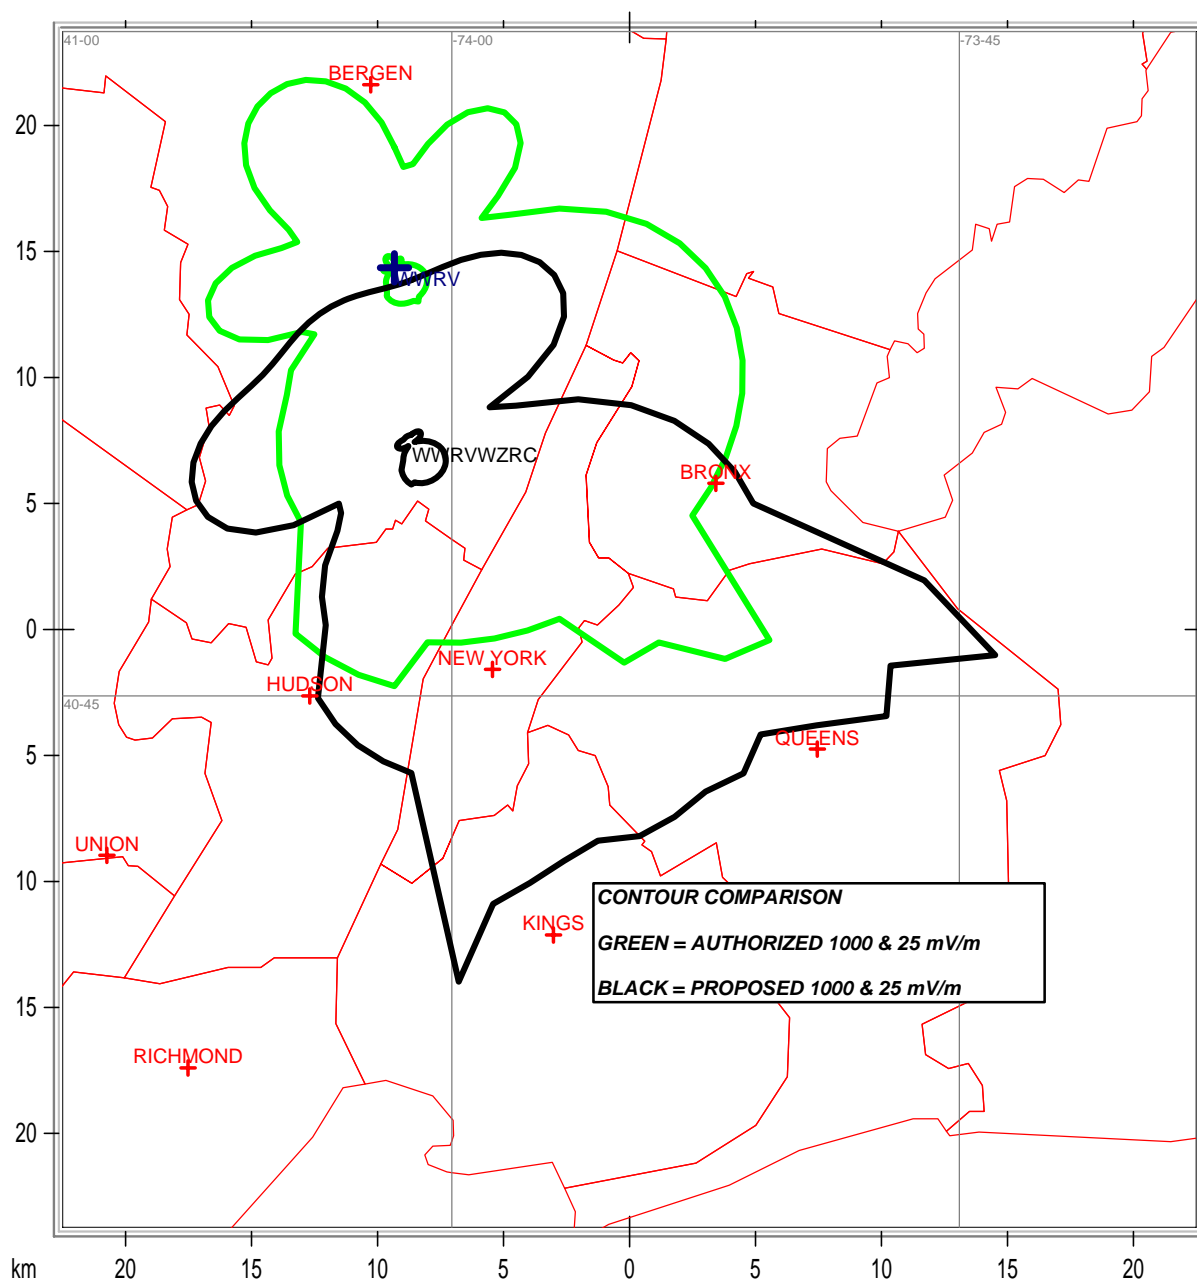 41-00
-74-00
-73-45
BERGEN
20
15
WWRV
10
WWRVWZRC
BRONX
5
0
NEW YORK
HUDSON
40-45
QUEENS
5
UNION
10
CONTOUR COMPARISON
KINGS
GREEN = AUTHORIZED 1000 & 25 mV/m
BLACK = PROPOSED 1000 & 25 mV/m
15
RICHMOND
20
km 20 15 10 5 0 5 10 15 20